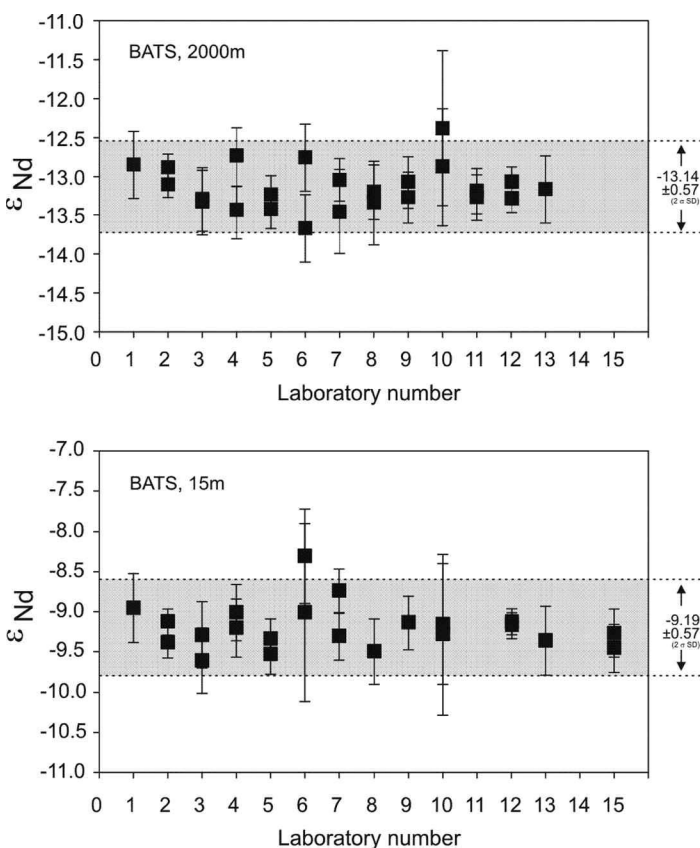 -11.0
BATS, 2000m
-11.5
-12.0
-12.5
-13.0
-13.5
-14.0
-14.5
-15.0
εNd
-13.14
±0.57
(2 σ SD)
0 1 2 3 4 5 6 7 8 9 10 11 12 13 14 15
Laboratory number
-7.0
BATS, 15m
-7.5
-8.0
-8.5
-9.0
-9.5
-10.0
-10.5
-11.0
εNd
-9.19
±0.57
(2 σ SD)
0 1 2 3 4 5 6 7 8 9 10 11 12 13 14 15
Laboratory number